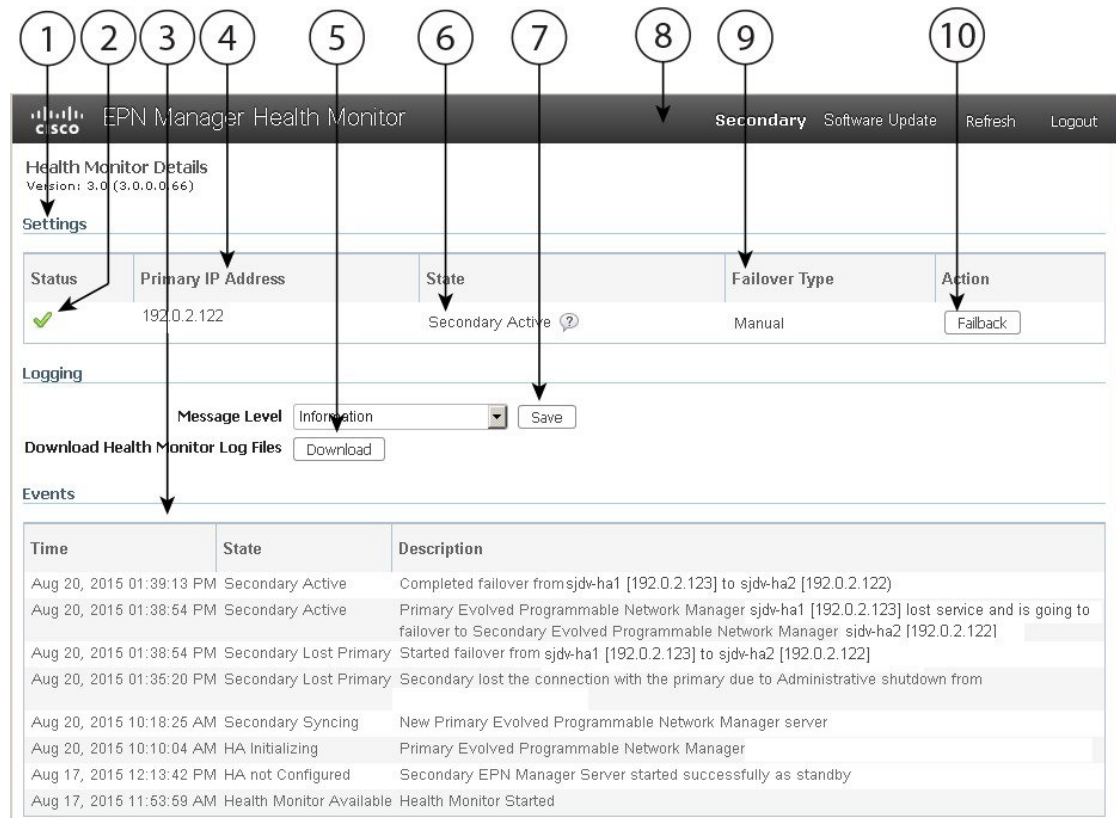 1 2 3 4 5 6 7 8 9 10
cisco EPN Manager Health Monitor Secondary Software Update Refresh Logout
Health Monitor Details
Version: 3.0 (3.0.0.0.66)
Settings
Status Primary IP Address State Failover Type Action
192.0.2.122 Secondary Active ? Manual Failback
Logging
Message Level Information Save
Download Health Monitor Log Files Download
Events
Time State Description
Aug 20, 2015 01:39:13 PM Secondary Active Completed failover from sjdv-ha1 [192.0.2.123] to sjdv-ha2 [192.0.2.122)
Aug 20, 2015 01:38:54 PM Secondary Active Primary Evolved Programmable Network Manager sjdv-ha1 [192.0.2.123] lost service and is going to
failover to Secondary Evolved Programmable Network Manager sjdv-ha2 [192.0.2.122]
Aug 20, 2015 01:38:54 PM Secondary Lost Primary Started failover from sjdv-ha1 [192.0.2.123] to sjdv-ha2 [192.0.2.122]
Aug 20, 2015 01:35:20 PM Secondary Lost Primary Secondary lost the connection with the primary due to Administrative shutdown from
Aug 20, 2015 10:18:25 AM Secondary Syncing New Primary Evolved Programmable Network Manager server
Aug 20, 2015 10:10:04 AM HA Initializing Primary Evolved Programmable Network Manager
Aug 17, 2015 12:13:42 PM HA not Configured Secondary EPN Manager Server started successfully as standby
Aug 17, 2015 11:53:59 AM Health Monitor Available Health Monitor Started